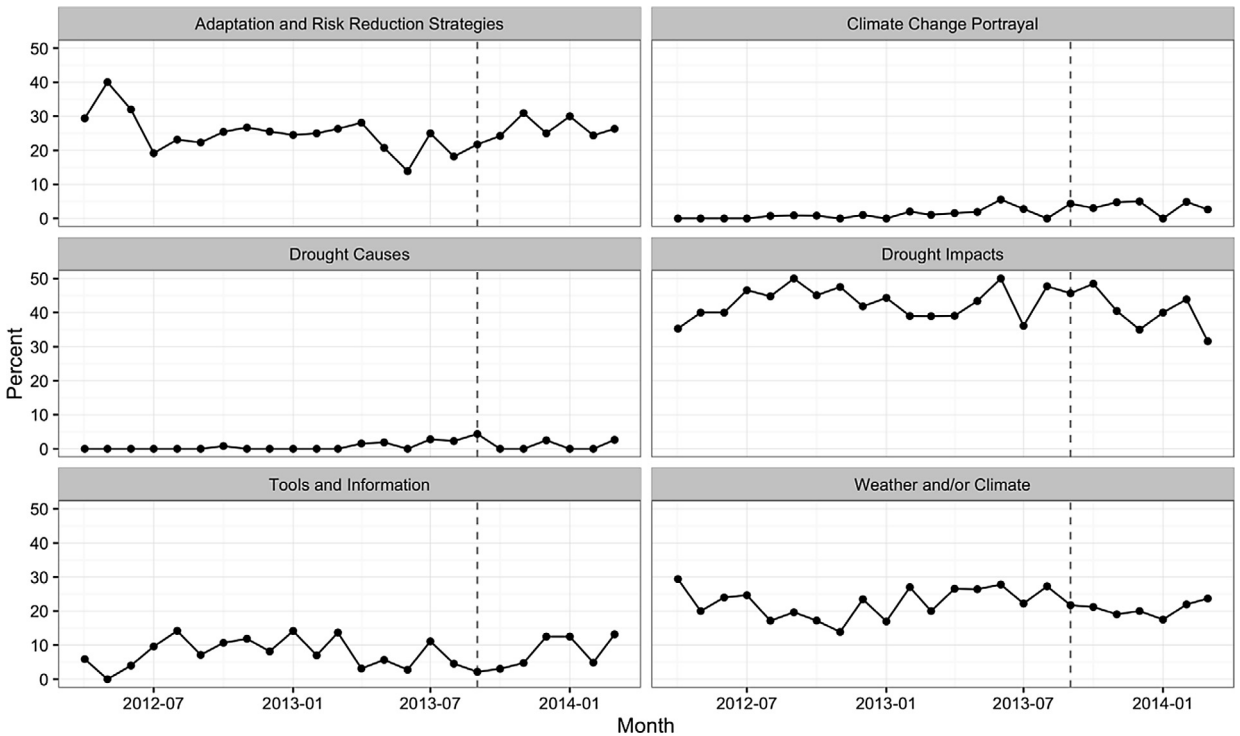 Adaptation and Risk Reduction Strategies
Climate Change Portrayal
50
40
30
20
10
0
Drought Causes
Drought Impacts
50
40
30
20
10
0
Tools and Information
Weather and/or Climate
50
40
30
20
10
0
Percent
2012-07 2013-01 2013-07 2014-01
2012-07 2013-01 2013-07 2014-01
Month